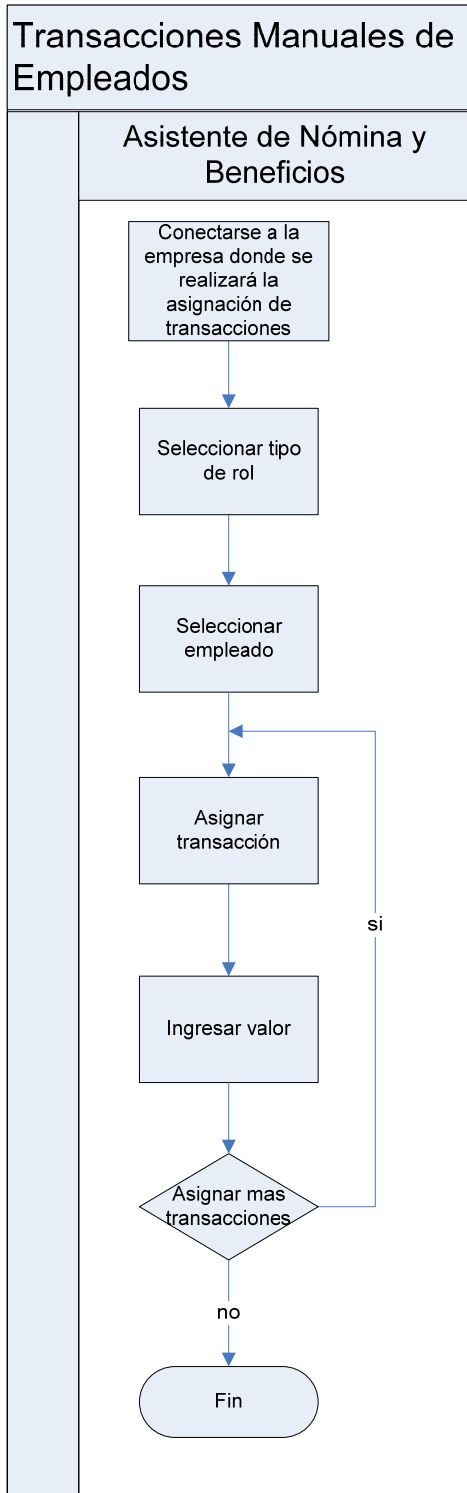 Transacciones Manuales de
Empleados
Asistente de Nómina y
Beneficios
Conectarse a la
empresa donde se
realizará la
asignación de
transacciones
Seleccionar tipo
de rol
Seleccionar
empleado
Asignar
transacción
si
Ingresar valor
Asignar mas
transacciones
no
Fin